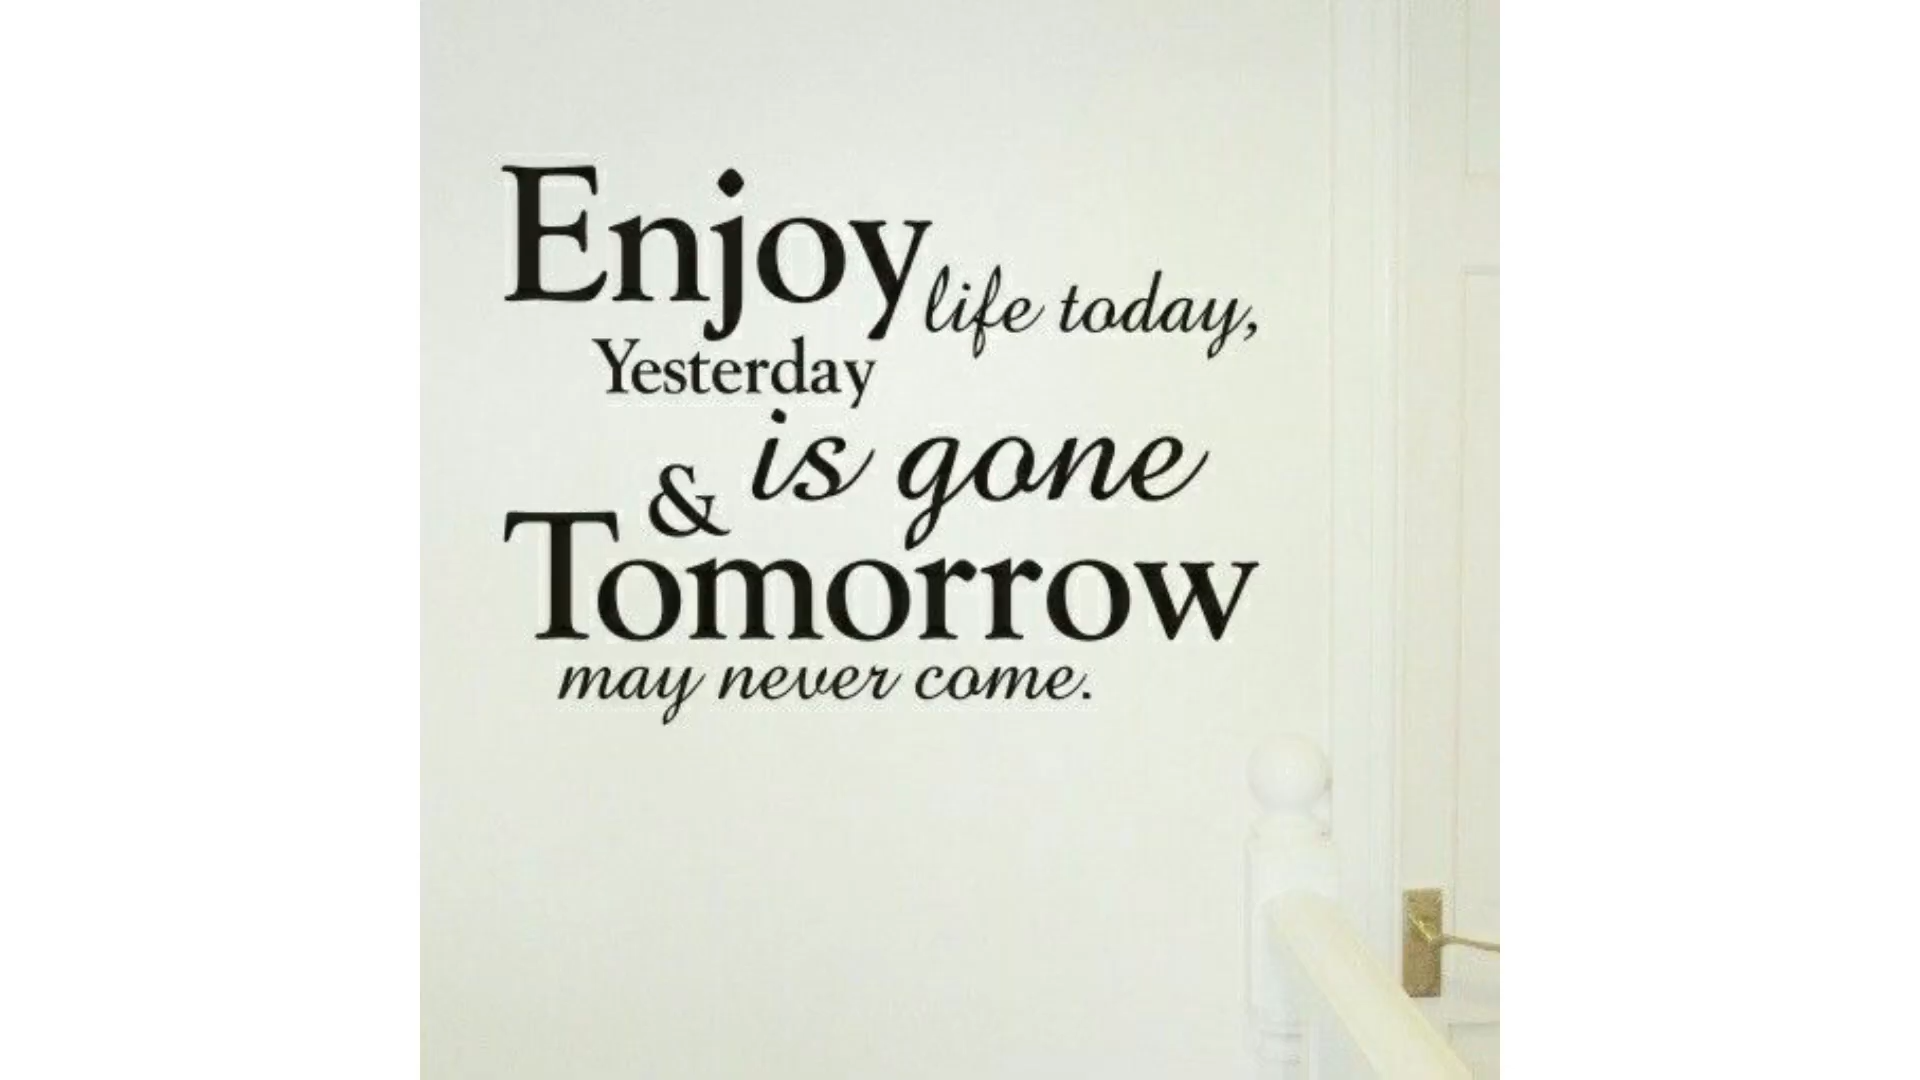 Enjoy life today,
Yesterday
is gone
&
Tomorrow
may never come.